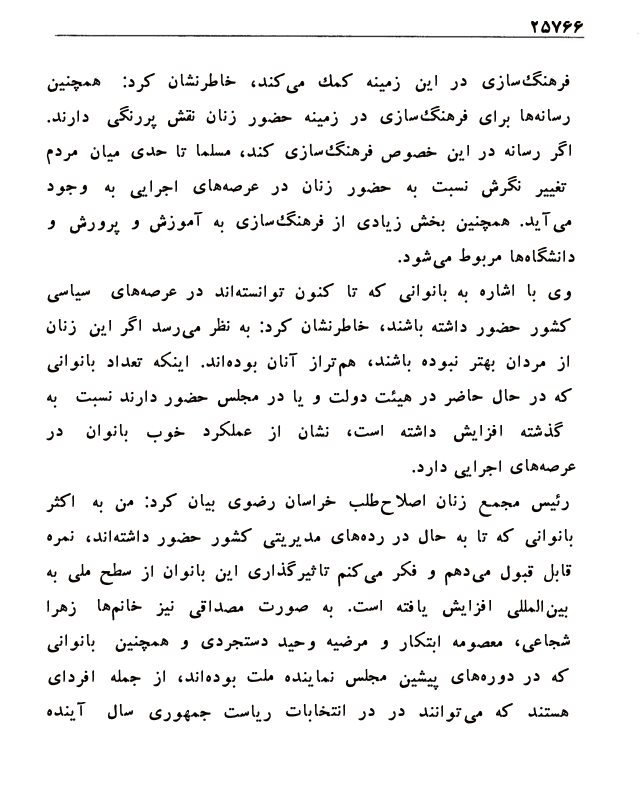 ۲۵۷۶۶
فرهنگ‌سازی در این زمینه کمك می‌کند، خاطرنشان کرد: همچنین
رسانه‌ها برای فرهنگ‌سازی در زمینه حضور زنان نقش پررنگی دارند.
اگر رسانه در این خصوص فرهنگ‌سازی کند، مسلما تا حدی میان مردم
تغییر نگرش نسبت به حضور زنان در عرصه‌های اجرایی به وجود
می‌آید. همچنین بخش زیادی از فرهنگ‌سازی به آموزش و پرورش و
دانشگاه‌ها مربوط می‌شود.
وی با اشاره به بانوانی که تا کنون توانسته‌اند در عرصه‌های سیاسی
کشور حضور داشته باشند، خاطرنشان کرد: به نظر می‌رسد اگر این زنان
از مردان بهتر نبوده باشند، هم‌تراز آنان بوده‌اند. اینکه تعداد بانوانی
که در حال حاضر در هیئت دولت و یا در مجلس حضور دارند نسبت به
گذشته افزایش داشته است، نشان از عملکرد خوب بانوان در
عرصه‌های اجرایی دارد.
رئیس مجمع زنان اصلاح‌طلب خراسان رضوی بیان کرد: من به اکثر
بانوانی که تا به حال در رده‌های مدیریتی کشور حضور داشته‌اند، نمره
قابل قبول می‌دهم و فکر می‌کنم تاثیرگذاری این بانوان از سطح ملی به
بین‌المللی افزایش یافته است. به صورت مصداقی نیز خانم‌ها زهرا
شجاعی، معصومه ابتکار و مرضیه وحید دستجردی و همچنین بانوانی
که در دوره‌های پیشین مجلس نماینده ملت بوده‌اند، از جمله افردای
هستند که می‌توانند در در انتخابات ریاست جمهوری سال آینده